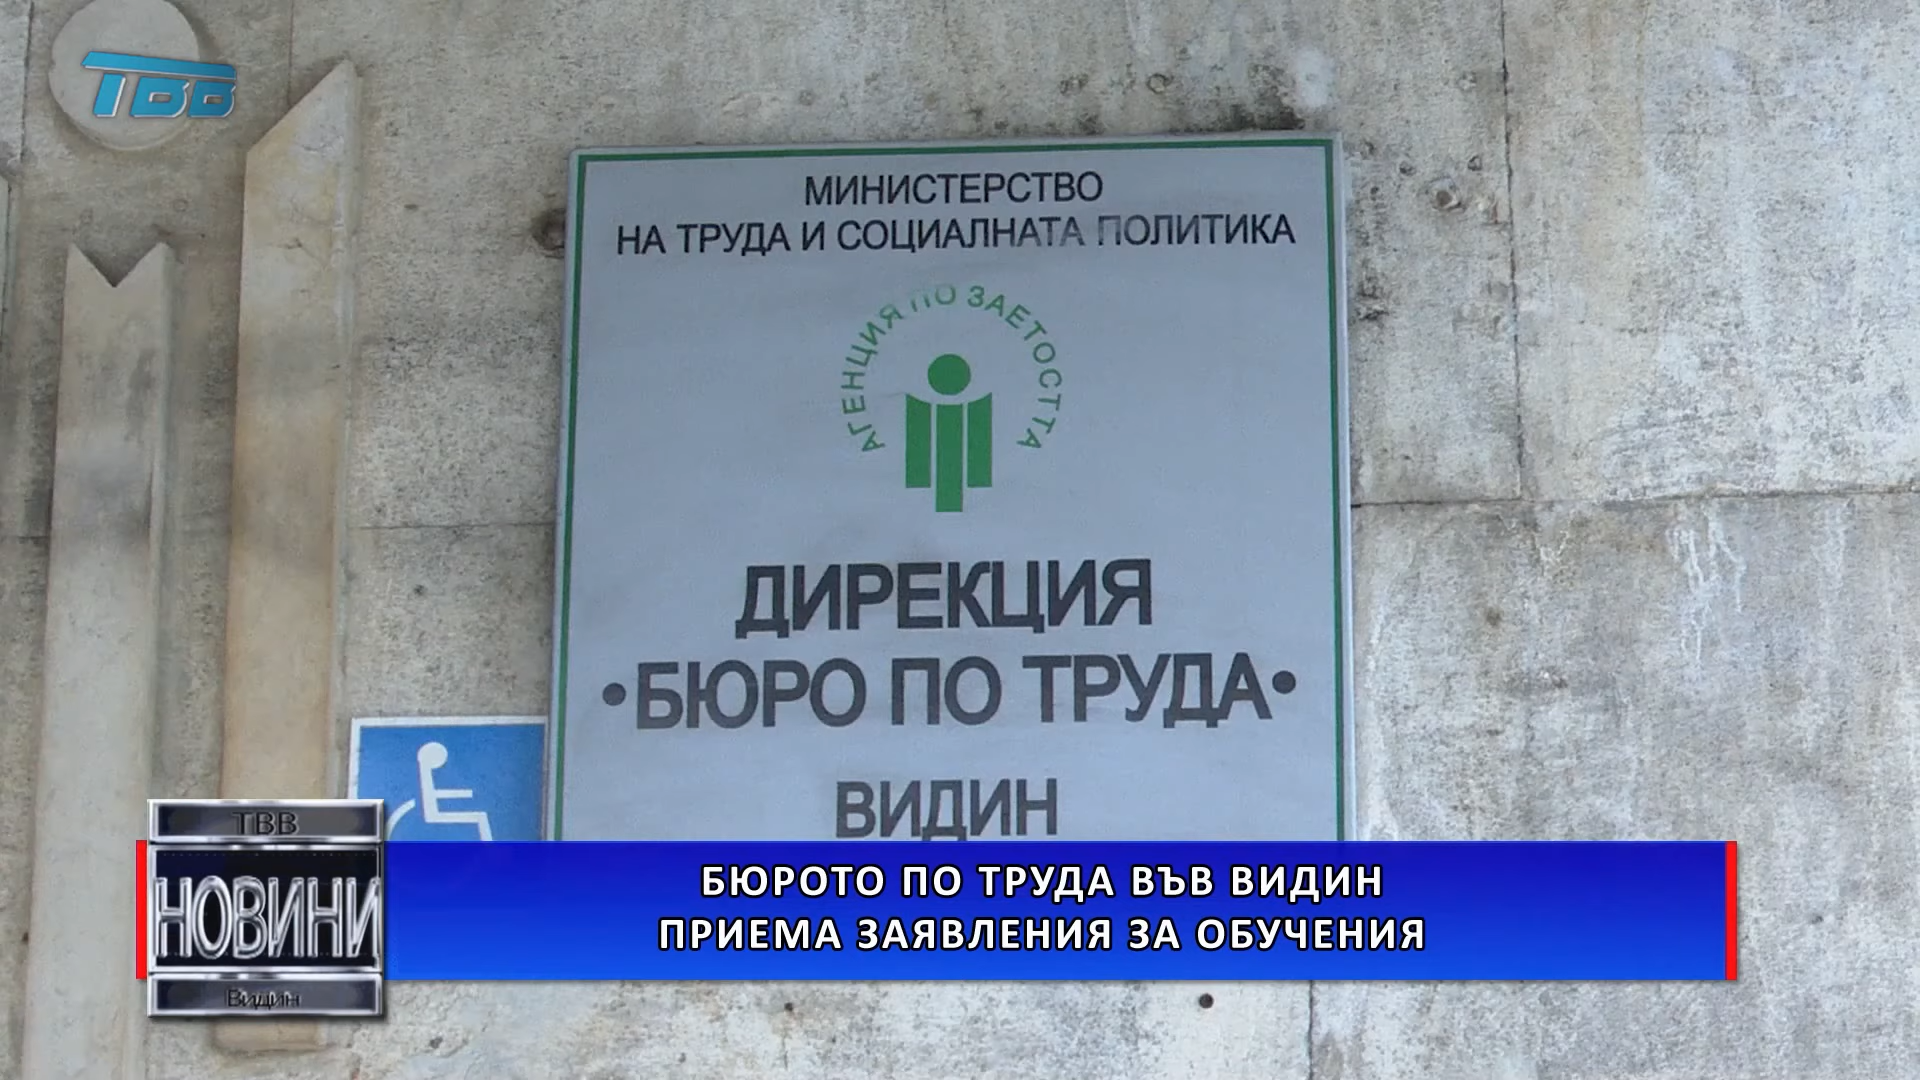 ТВВ
МИНИСТЕРСТВО
НА ТРУДА И СОЦИАЛНАТА ПОЛИТИКА
АГЕНЦИЯ ПО ЗАЕТОСТТА
ДИРЕКЦИЯ
•БЮРО ПО ТРУДА•
ВИДИН
ТВВ
НОВИНИ
Видин
БЮРОТО ПО ТРУДА ВЪВ ВИДИН
ПРИЕМА ЗАЯВЛЕНИЯ ЗА ОБУЧЕНИЯ